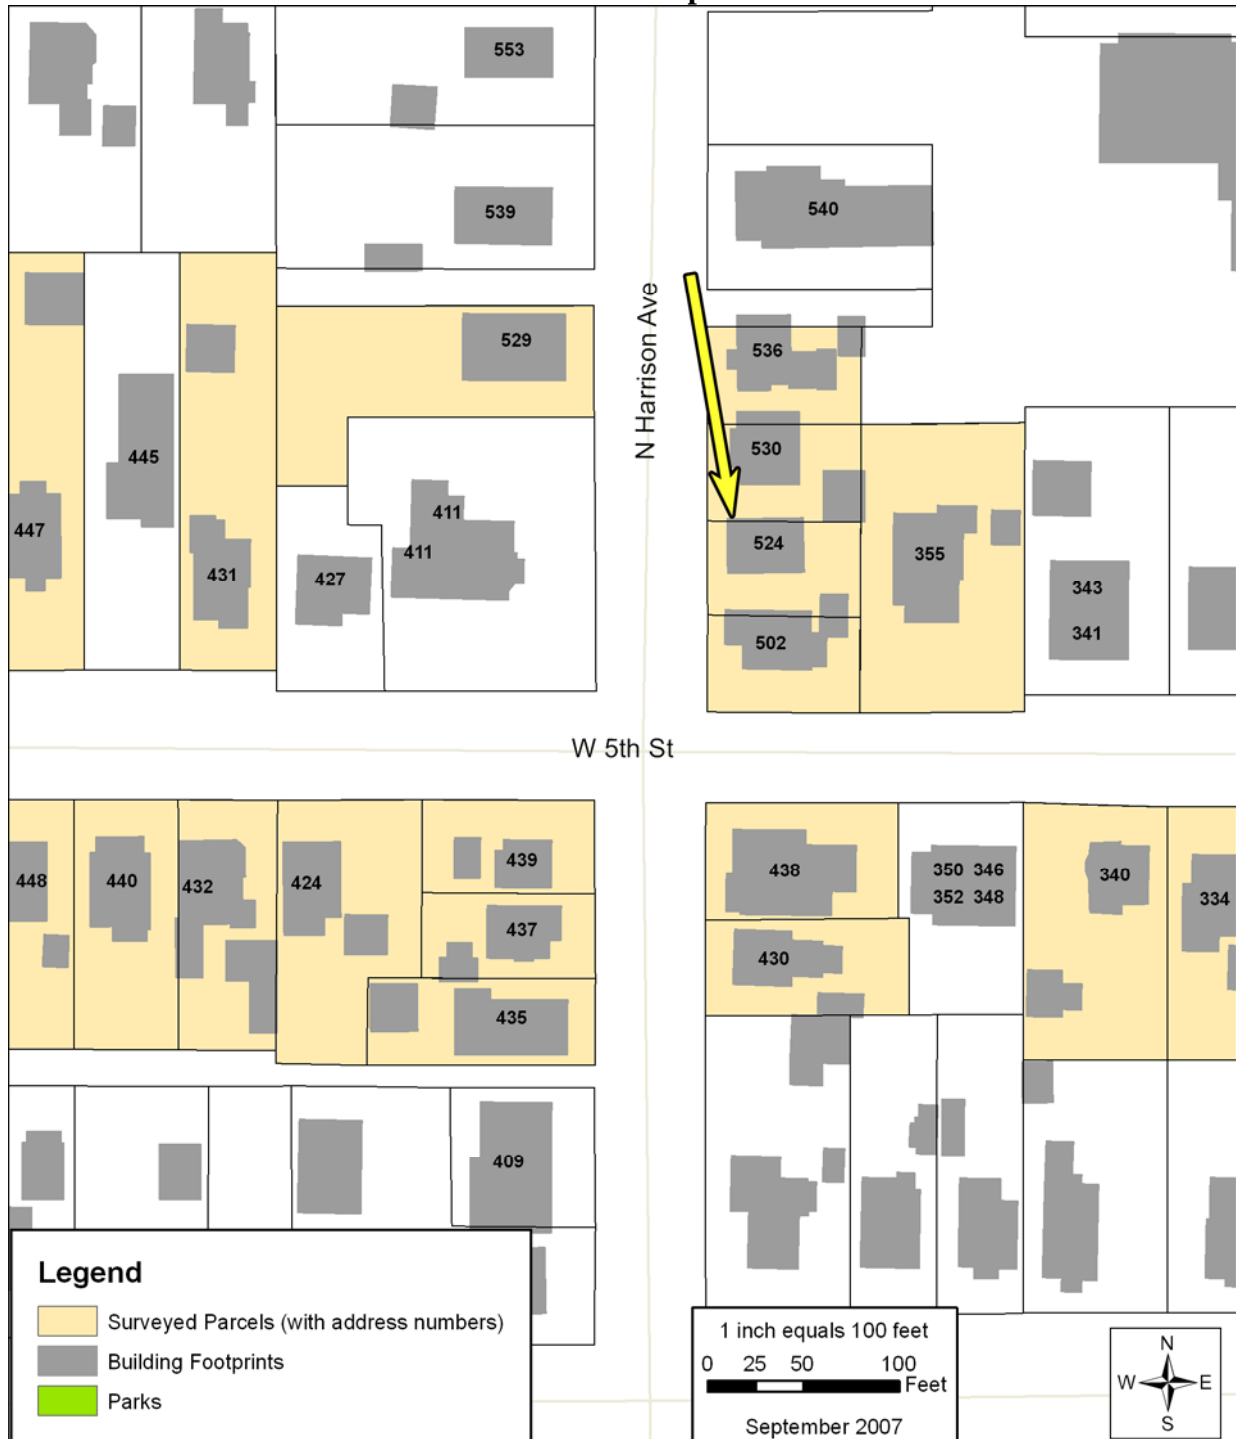 553
539
540
N Harrison Ave
529
536
530
445
411
447
524
411
355
431
427
343
502
341
W 5th St
439
438
350 346
448
440
432
424
340
352 348
334
437
430
435
409
Legend
Surveyed Parcels (with address numbers)
Building Footprints
Parks
1 inch equals 100 feet
0 25 50 100
Feet
September 2007
N
W E
S